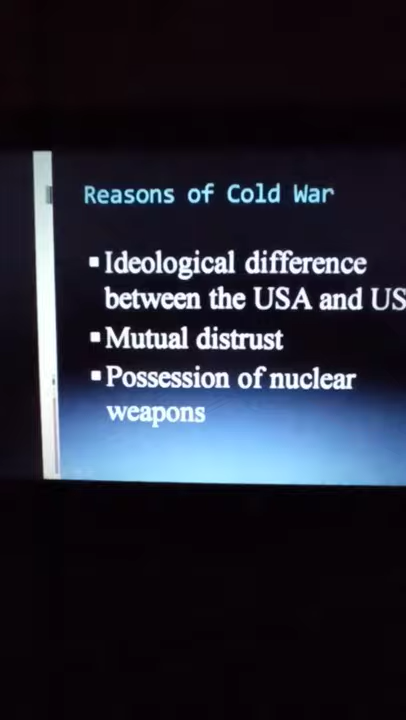 Reasons of Cold War
▪ Ideological difference
between the USA and US
▪ Mutual distrust
▪ Possession of nuclear
weapons